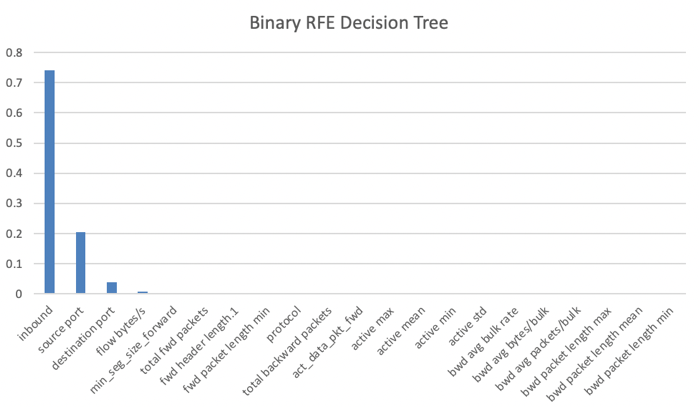 Binary RFE Decision Tree
0.8
0.7
0.6
0.5
0.4
0.3
0.2
0.1
0
inbound
source port
destination port
flow bytes/s
min_seg_size_forward
total fwd packets
fwd header length.1
fwd packet length min
protocol
total backward packets
act_data_pkt_fwd
active max
active mean
active min
active std
bwd avg bulk rate
bwd avg bytes/bulk
bwd avg packets/bulk
bwd packet length max
bwd packet length mean
bwd packet length min